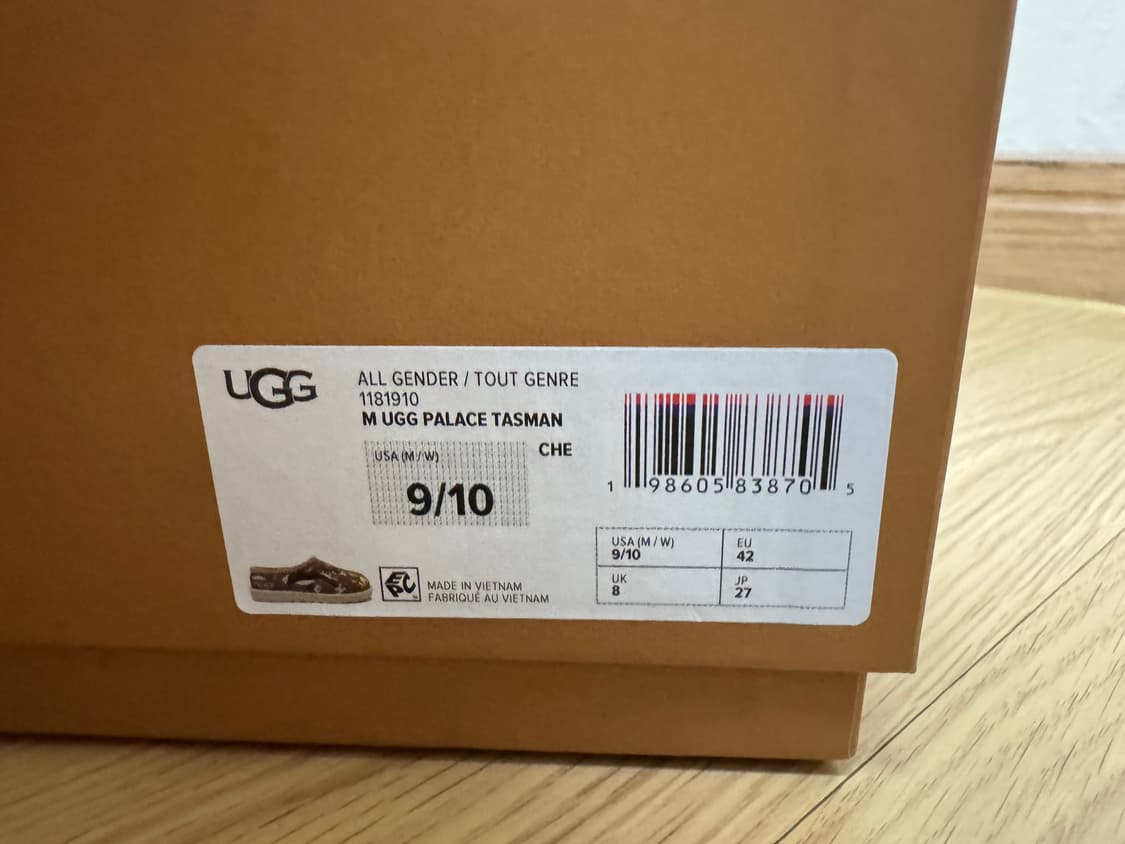 UGG
ALL GENDER / TOUT GENRE
1181910
M UGG PALACE TASMAN
CHE
USA (M / W)
9/10
1 98605 83870 5
USA (M / W)
9/10
EU
42
UK
8
JP
27
EPC
MADE IN VIETNAM
FABRIQUÉ AU VIETNAM